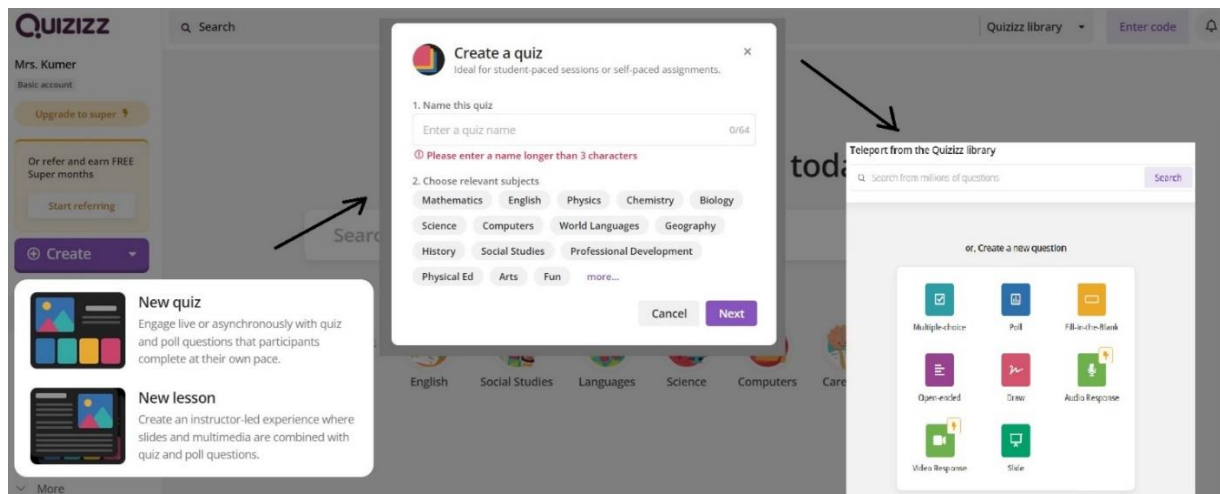 QUIZIZZ
Search
Quizizz library
Enter code
Mrs. Kumer
Basic account
Upgrade to super
Or refer and earn FREE
Super months
Start referring
Create
New quiz
Engage live or asynchronously with quiz
and poll questions that participants
complete at their own pace.
New lesson
Create an instructor-led experience where
slides and multimedia are combined with
quiz and poll questions.
More
Create a quiz
Ideal for student-paced sessions or self-paced assignments.
1. Name this quiz
Enter a quiz name 0/64
Please enter a name longer than 3 characters
2. Choose relevant subjects
Mathematics English Physics Chemistry Biology
Science Computers World Languages Geography
History Social Studies Professional Development
Physical Ed Arts Fun more...
Cancel Next
English Social Studies Languages Science Computers
Teleport from the Quizizz library
Search from millions of questions Search
or, Create a new question
Multiple-choice Poll Fill-in-the-Blank
Open-ended Draw Audio Response
Video Response Slide